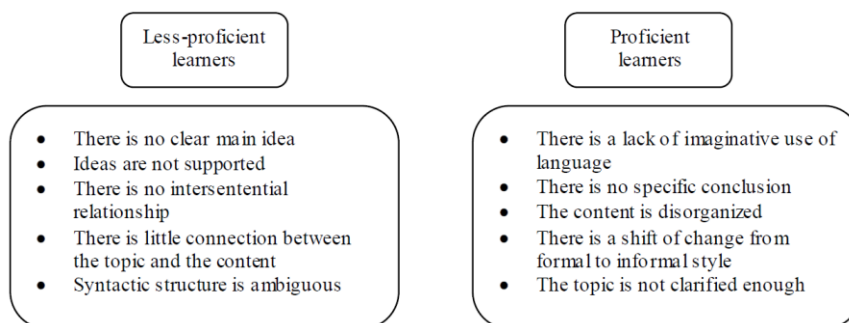 Less-proficient
learners
• There is no clear main idea
• Ideas are not supported
• There is no intersentential
relationship
• There is little connection between
the topic and the content
• Syntactic structure is ambiguous
Proficient
learners
• There is a lack of imaginative use of
language
• There is no specific conclusion
• The content is disorganized
• There is a shift of change from
formal to informal style
• The topic is not clarified enough